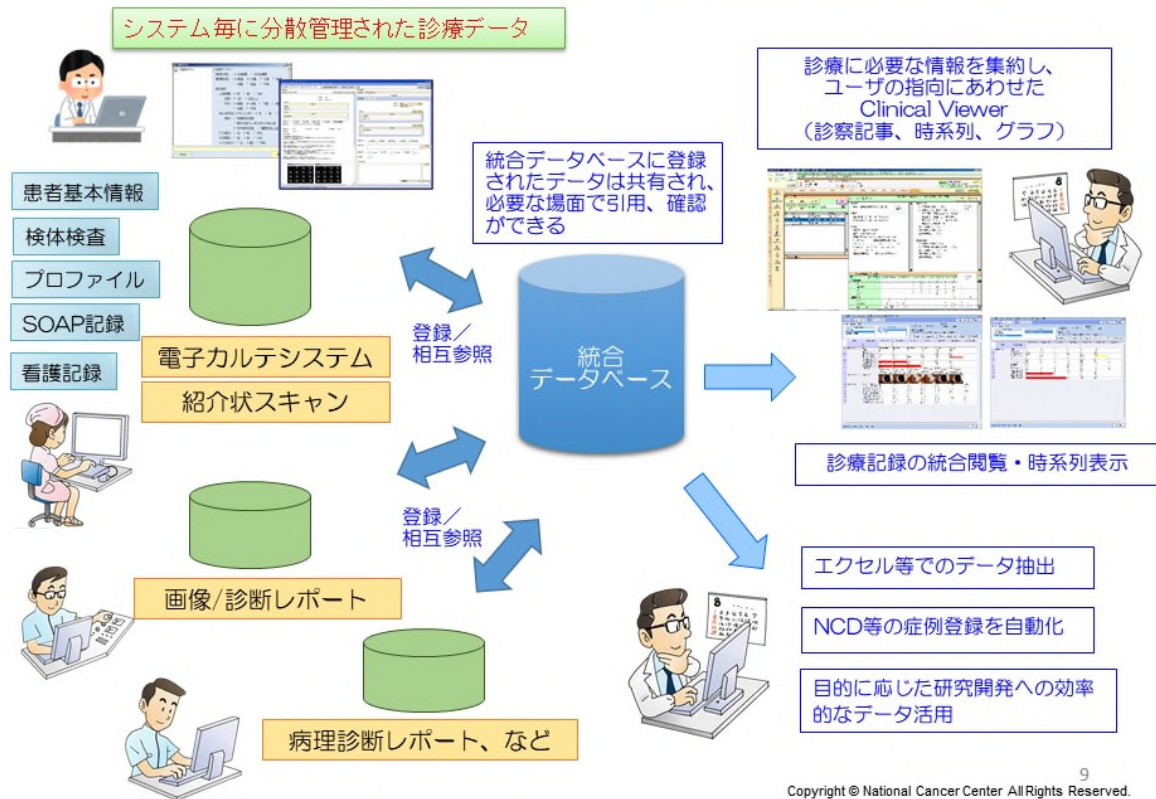 システム毎に分散管理された診療データ
患者基本情報
検体検査
プロファイル
SOAP記録
看護記録
電子カルテシステム
紹介状スキャン
登録／
相互参照
統合データベースに登録
されたデータは共有され、
必要な場面で引用、確認
ができる
統合
データベース
診療に必要な情報を集約し、
ユーザの指向にあわせた
Clinical Viewer
（診察記事、時系列、グラフ）
診療記録の統合閲覧・時系列表示
登録／
相互参照
画像/診断レポート
病理診断レポート、など
エクセル等でのデータ抽出
NCD等の症例登録を自動化
目的に応じた研究開発への効率
的なデータ活用
9
Copyright © National Cancer Center All Rights Reserved.